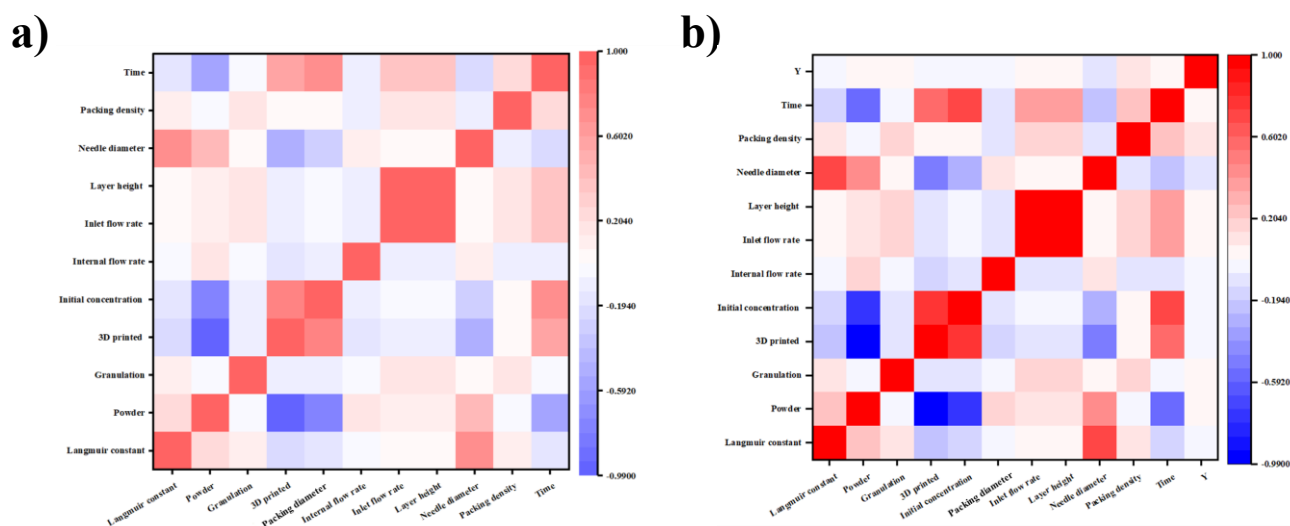 a)
Time
Packing density
Needle diameter
Layer height
Inlet flow rate
Internal flow rate
Initial concentration
3D printed
Granulation
Powder
Langmuir constant
Langmuir constant
Powder
Granulation
3D printed
Packing diameter
Internal flow rate
Inlet flow rate
Layer height
Needle diameter
Packing density
Time
1.000
0.6020
0.2040
-0.1940
-0.5920
-0.9900
b)
Y
Time
Packing density
Needle diameter
Layer height
Inlet flow rate
Internal flow rate
Initial concentration
3D printed
Granulation
Powder
Langmuir constant
Langmuir constant
Powder
Granulation
3D printed
Initial concentration
Packing diameter
Inlet flow rate
Layer height
Needle diameter
Packing density
Time
Y
1.000
0.6020
0.2040
-0.1940
-0.5920
-0.9900